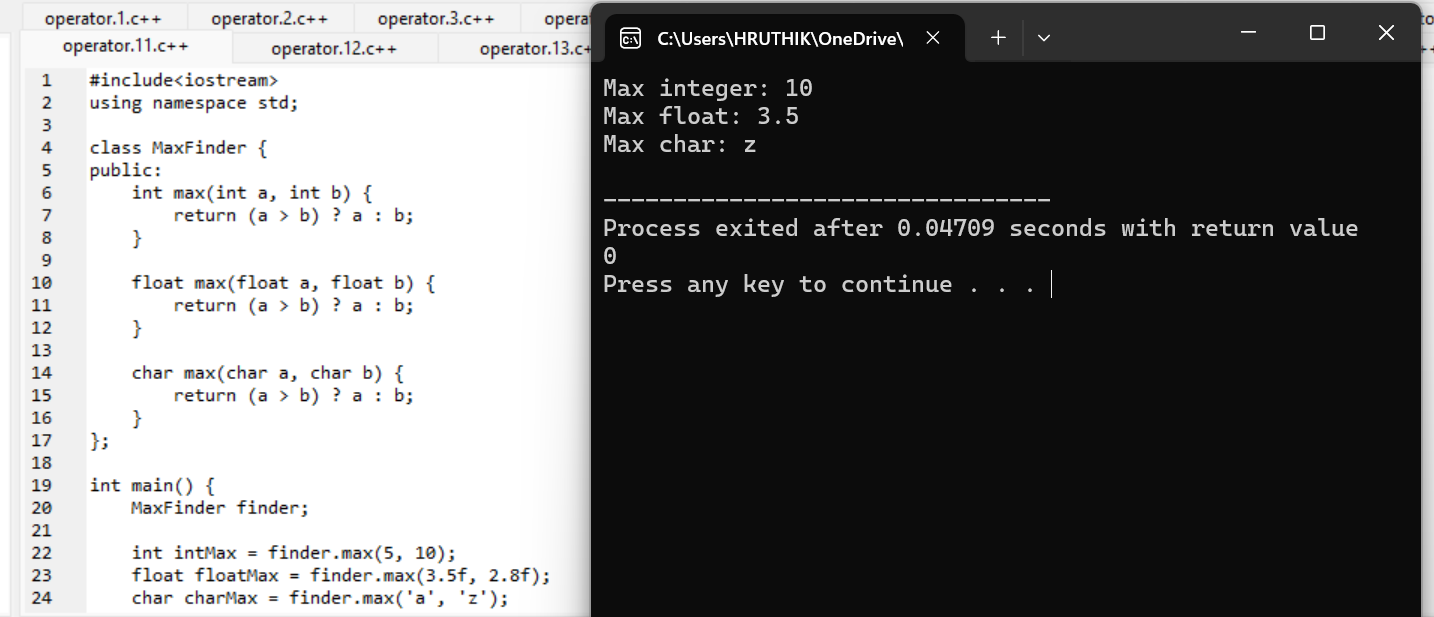 operator.1.c++ operator.2.c++ operator.3.c++
operator.11.c++ operator.12.c++
1 #include<iostream>
2 using namespace std;
3
4 class MaxFinder {
5 public:
6 int max(int a, int b) {
7 return (a > b) ? a : b;
8 }
9
10 float max(float a, float b) {
11 return (a > b) ? a : b;
12 }
13
14 char max(char a, char b) {
15 return (a > b) ? a : b;
16 }
17 };
18
19 int main() {
20 MaxFinder finder;
21
22 int intMax = finder.max(5, 10);
23 float floatMax = finder.max(3.5f, 2.8f);
24 char charMax = finder.max('a', 'z');
C:\Users\HRUTHIK\OneDrive\
Max integer: 10
Max float: 3.5
Max char: z
--------------------------------
Process exited after 0.04709 seconds with return value
0
Press any key to continue . . .